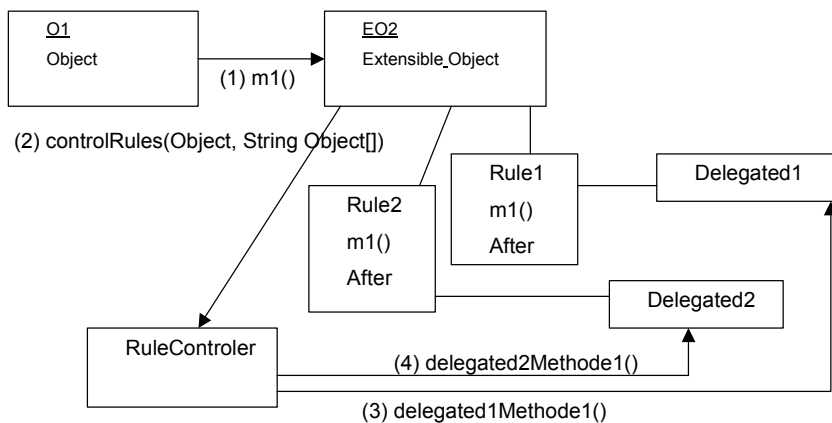 O1
Object
EO2
Extensible_Object
(1) m1()
(2) controlRules(Object, String Object[])
Rule1
m1()
After
Delegated1
Rule2
m1()
After
Delegated2
RuleControler
(4) delegated2Methode1()
(3) delegated1Methode1()